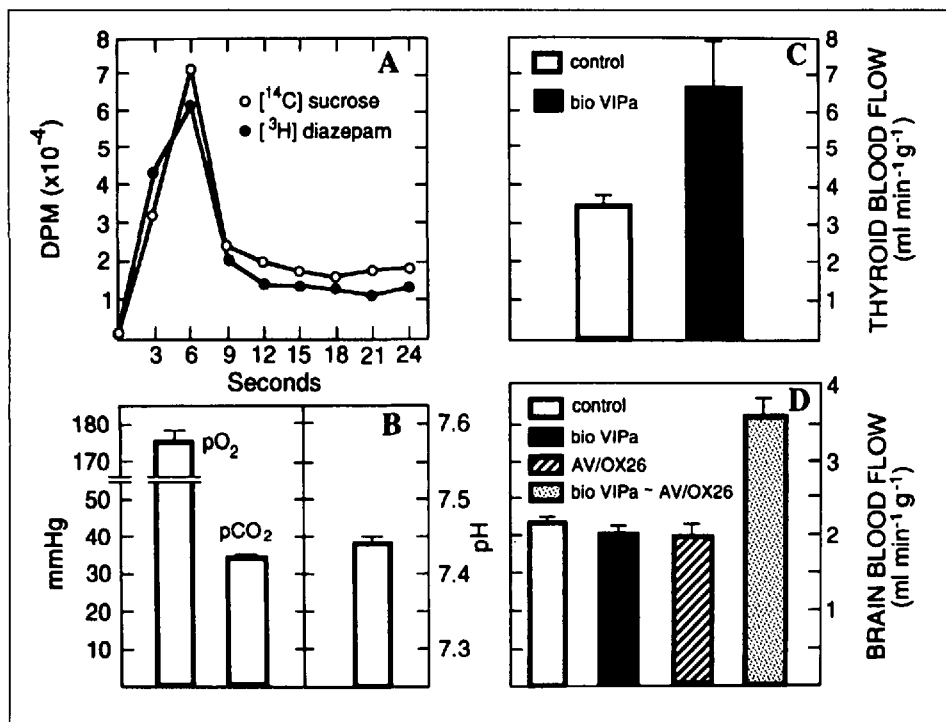 A
8
7
6
5
4
3
2
1
DPM (x10⁻⁴)
[¹⁴C] sucrose
[³H] diazepam
3 6 9 12 15 18 21 24
Seconds
B
180
170
50
40
30
20
10
mmHg
pO₂
pCO₂
7.6
7.5
7.4
7.3
pH
C
control
bio VIPa
8
7
6
5
4
3
2
1
THYROID BLOOD FLOW
(ml min⁻¹g⁻¹)
D
control
bio VIPa
AV/OX26
bio VIPa ~ AV/OX26
4
3
2
1
BRAIN BLOOD FLOW
(ml min⁻¹g⁻¹)